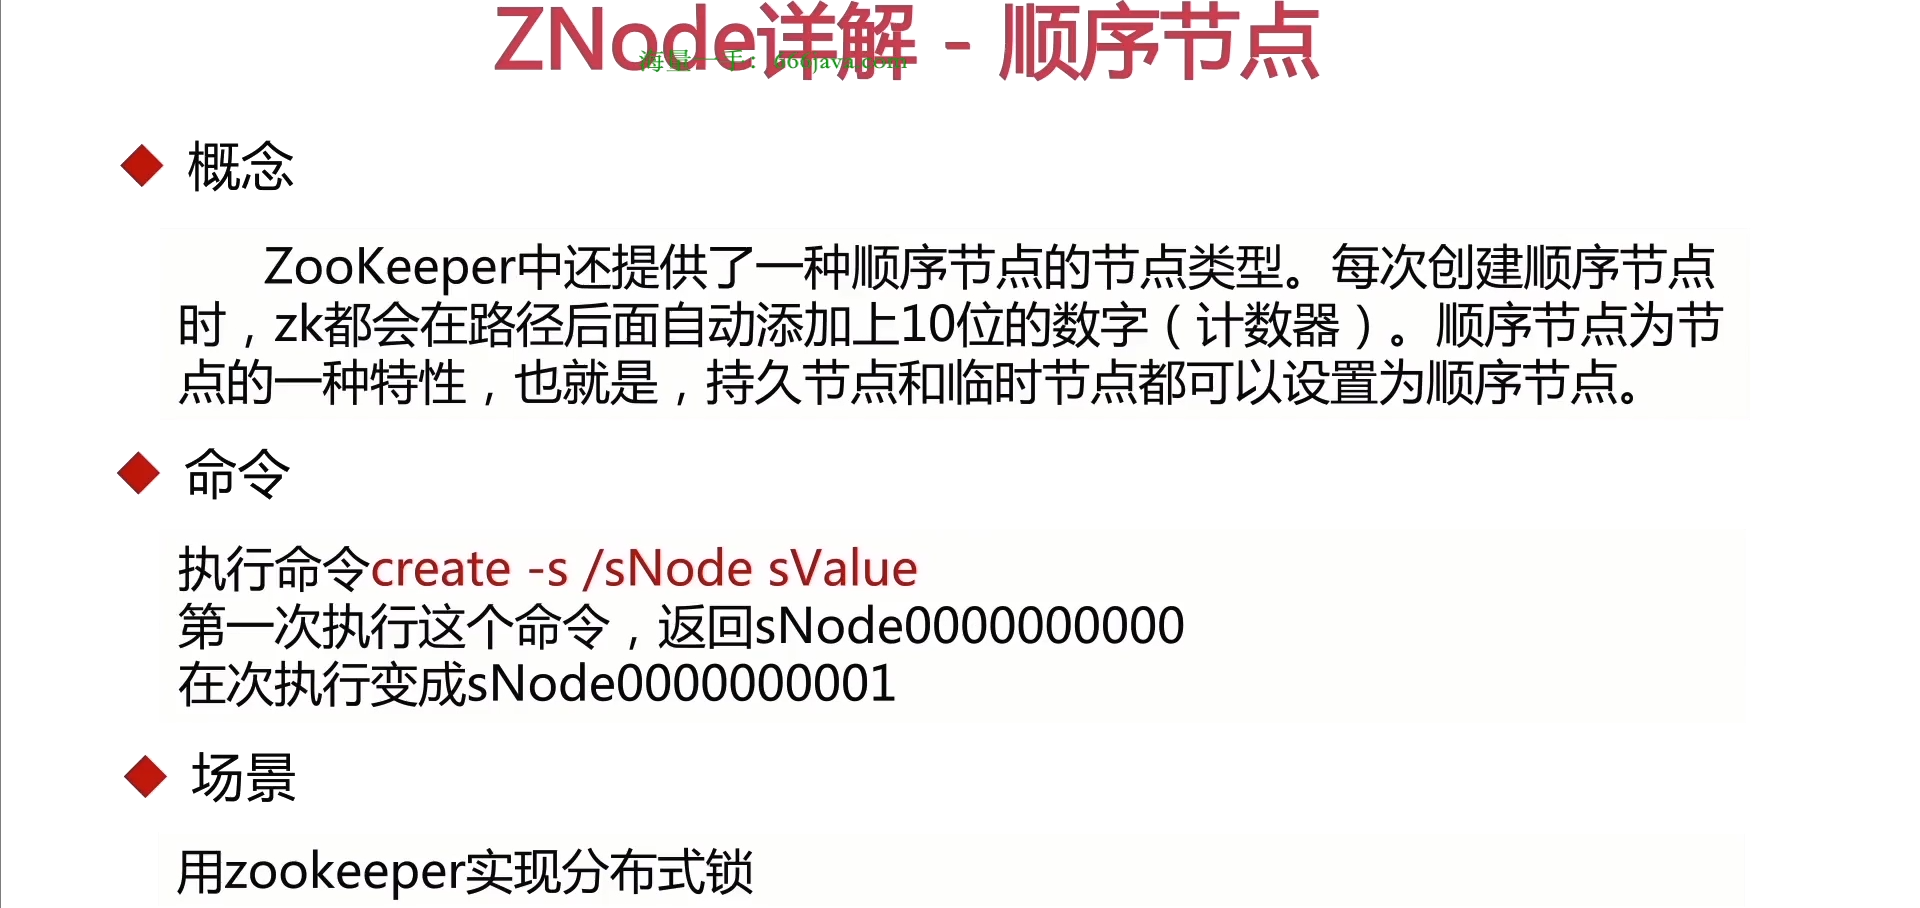 ZNode详解 - 顺序节点
海量一手：666java.com
概念
ZooKeeper中还提供了一种顺序节点的节点类型。每次创建顺序节点
时，zk都会在路径后面自动添加上10位的数字（计数器）。顺序节点为节
点的一种特性，也就是，持久节点和临时节点都可以设置为顺序节点。
命令
执行命令create -s /sNode sValue
第一次执行这个命令，返回sNode0000000000
在次执行变成sNode0000000001
场景
用zookeeper实现分布式锁